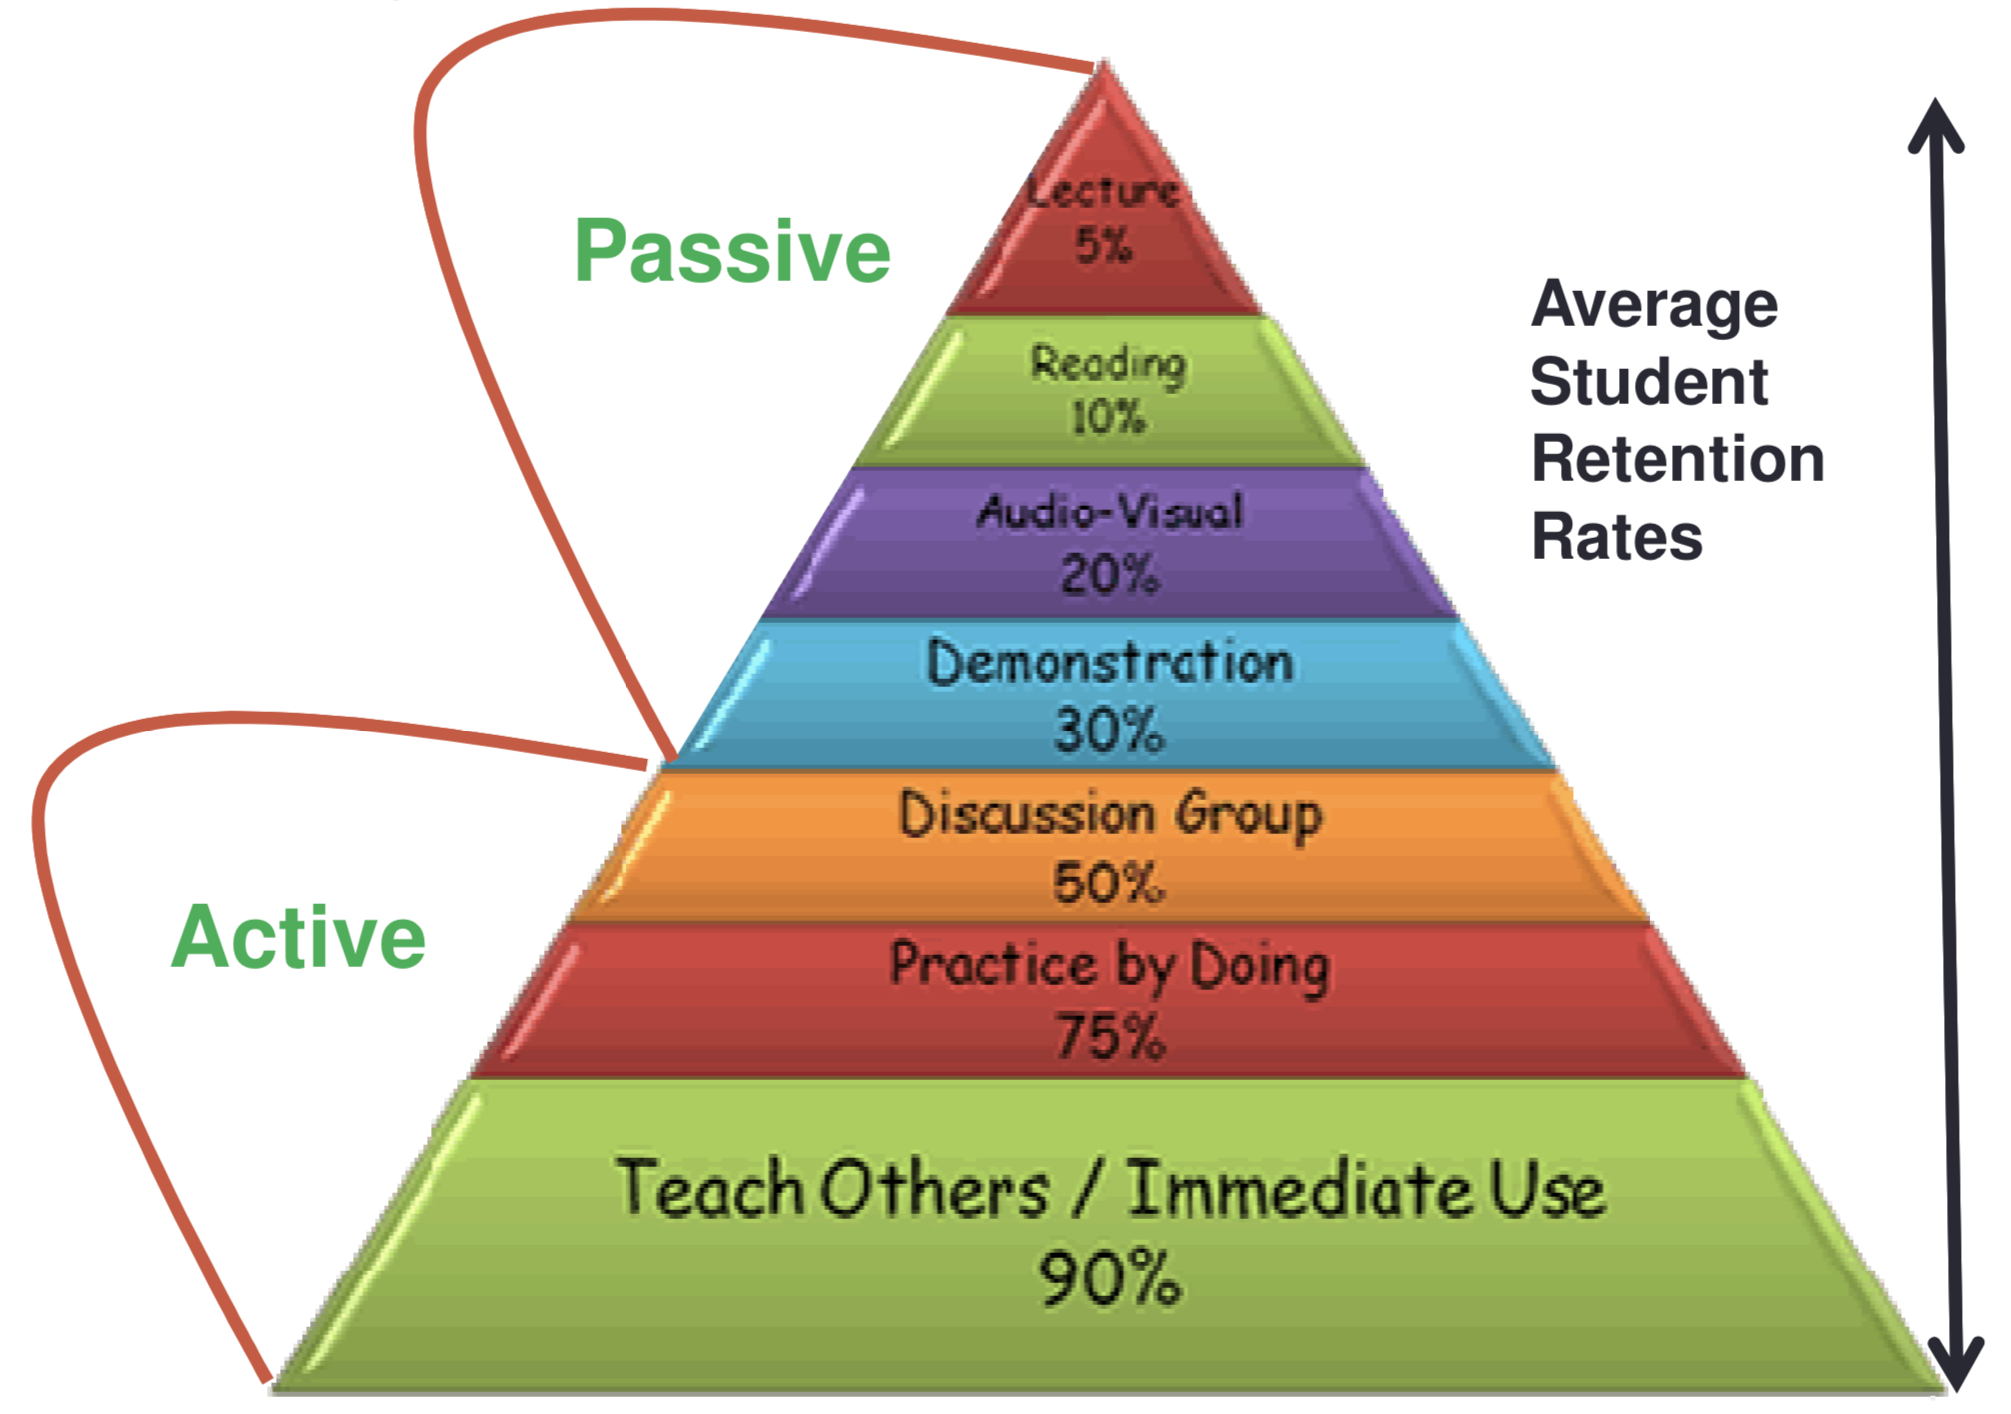 Passive
Lecture
5%
Reading
10%
Audio-Visual
20%
Demonstration
30%
Discussion Group
50%
Practice by Doing
75%
Teach Others / Immediate Use
90%
Active
Average
Student
Retention
Rates